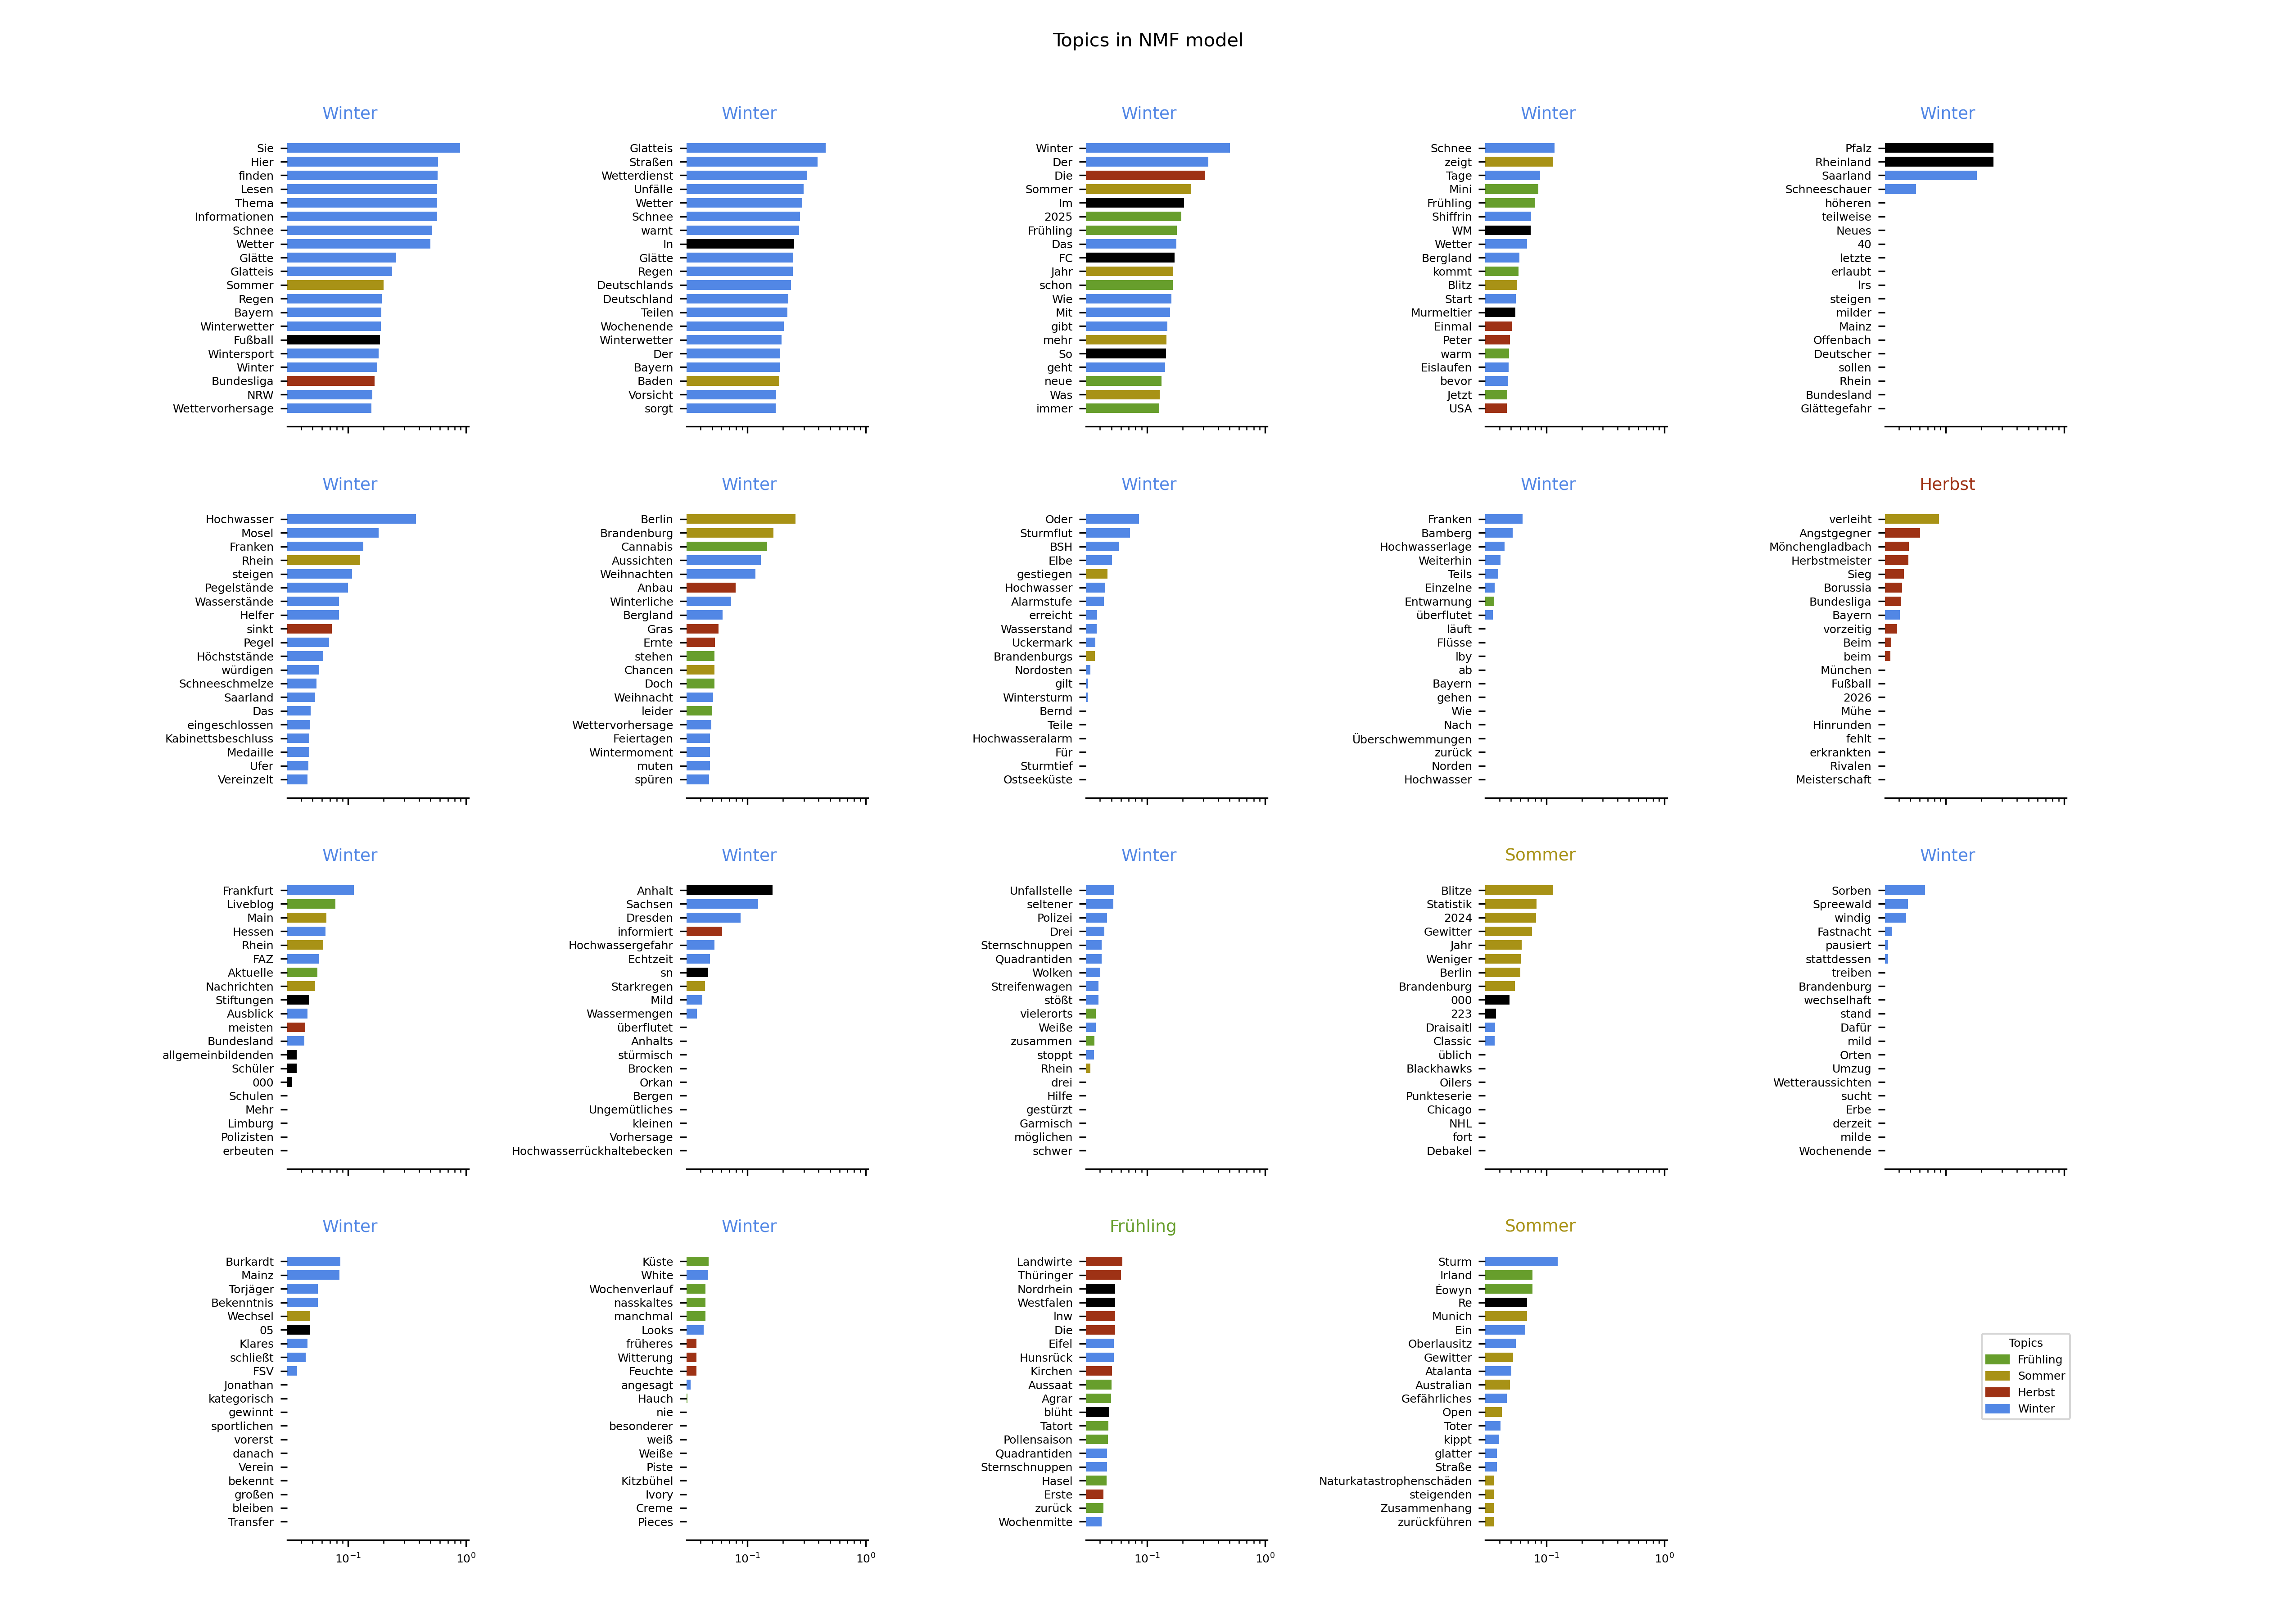 Topics in NMF model
Winter
Sie
Hier
finden
Lesen
Thema
Informationen
Schnee
Wetter
Glätte
Glatteis
Sommer
Regen
Bayern
Winterwetter
Fußball
Wintersport
Winter
Bundesliga
NRW
Wettervorhersage
Winter
Glatteis
Straßen
Wetterdienst
Unfälle
Wetter
Schnee
warnt
In
Glätte
Regen
Deutschlands
Deutschland
Teilen
Wochenende
Winterwetter
Der
Bayern
Baden
Vorsicht
sorgt
Winter
Winter
Der
Die
Sommer
Im
2025
Frühling
Das
FC
Jahr
schon
Wie
Mit
gibt
mehr
So
geht
neue
Was
immer
Winter
Schnee
zeigt
Tage
Mini
Frühling
Shiffrin
WM
Wetter
Bergland
kommt
Blitz
Start
Murmeltier
Einmal
Peter
warm
Eislaufen
bevor
Jetzt
USA
Winter
Pfalz
Rheinland
Saarland
Schneeschauer
höheren
teilweise
Neues
40
letzte
erlaubt
lrs
steigen
milder
Mainz
Offenbach
Deutscher
sollen
Rhein
Bundesland
Glättegefahr
Winter
Hochwasser
Mosel
Franken
Rhein
steigen
Pegelstände
Wasserstände
Helfer
sinkt
Pegel
Höchststände
würdigen
Schneeschmelze
Saarland
Das
eingeschlossen
Kabinettsbeschluss
Medaille
Ufer
Vereinzelt
Winter
Berlin
Brandenburg
Cannabis
Aussichten
Weihnachten
Anbau
Winterliche
Bergland
Gras
Ernte
stehen
Chancen
Doch
Weihnacht
leider
Wettervorhersage
Feiertagen
Wintermoment
muten
spüren
Winter
Oder
Sturmflut
BSH
Elbe
gestiegen
Hochwasser
Alarmstufe
erreicht
Wasserstand
Uckermark
Brandenburgs
Nordosten
gilt
Wintersturm
Bernd
Teile
Hochwasseralarm
Für
Sturmtief
Ostseeküste
Winter
Franken
Bamberg
Hochwasserlage
Weiterhin
Teils
Einzelne
Entwarnung
überflutet
läuft
Flüsse
lby
ab
Bayern
gehen
Wie
Nach
Überschwemmungen
zurück
Norden
Hochwasser
Herbst
verleiht
Angstgegner
Mönchengladbach
Herbstmeister
Sieg
Borussia
Bundesliga
Bayern
vorzeitig
Beim
beim
München
Fußball
2026
Mühe
Hinrunden
fehlt
erkrankten
Rivalen
Meisterschaft
Winter
Frankfurt
Liveblog
Main
Hessen
Rhein
FAZ
Aktuelle
Nachrichten
Stiftungen
Ausblick
meisten
Bundesland
allgemeinbildenden
Schüler
000
Schulen
Mehr
Limburg
Polizisten
erbeuten
Winter
Anhalt
Sachsen
Dresden
informiert
Hochwassergefahr
Echtzeit
sn
Starkregen
Mild
Wassermengen
überflutet
Anhalts
stürmisch
Brocken
Orkan
Bergen
Ungemütliches
kleinen
Vorhersage
Hochwasserrückhaltebecken
Winter
Unfallstelle
seltener
Polizei
Drei
Sternschnuppen
Quadrantiden
Wolken
Streifenwagen
stößt
vielerorts
Weiße
zusammen
stoppt
Rhein
drei
Hilfe
gestürzt
Garmisch
möglichen
schwer
Sommer
Blitze
Statistik
2024
Gewitter
Jahr
Weniger
Berlin
Brandenburg
000
223
Draisaitl
Classic
üblich
Blackhawks
Oilers
Punkteserie
Chicago
NHL
fort
Debakel
Winter
Sorben
Spreewald
windig
Fastnacht
pausiert
stattdessen
treiben
Brandenburg
wechselhaft
stand
Dafür
mild
Orten
Umzug
Wetteraussichten
sucht
Erbe
derzeit
milde
Wochenende
Winter
Burkardt
Mainz
Torjäger
Bekenntnis
Wechsel
05
Klares
schließt
FSV
Jonathan
kategorisch
gewinnt
sportlichen
vorerst
danach
Verein
bekennt
großen
bleiben
Transfer
10⁻¹ 10⁰
Winter
Küste
White
Wochenverlauf
nasskaltes
manchmal
Looks
früheres
Witterung
Feuchte
angesagt
Hauch
nie
besonderer
weiß
Weiße
Piste
Kitzbühel
Ivory
Creme
Pieces
10⁻¹ 10⁰
Frühling
Landwirte
Thüringer
Nordrhein
Westfalen
lnw
Die
Eifel
Hunsrück
Kirchen
Aussaat
Agrar
blüht
Tatort
Pollensaison
Quadrantiden
Sternschnuppen
Hasel
Erste
zurück
Wochenmitte
10⁻¹ 10⁰
Sommer
Sturm
Irland
Éowyn
Re
Munich
Ein
Oberlausitz
Gewitter
Atalanta
Australian
Gefährliches
Open
Toter
kippt
glatter
Straße
Naturkatastrophenschäden
steigenden
Zusammenhang
zurückführen
10⁻¹ 10⁰
Topics
Frühling
Sommer
Herbst
Winter